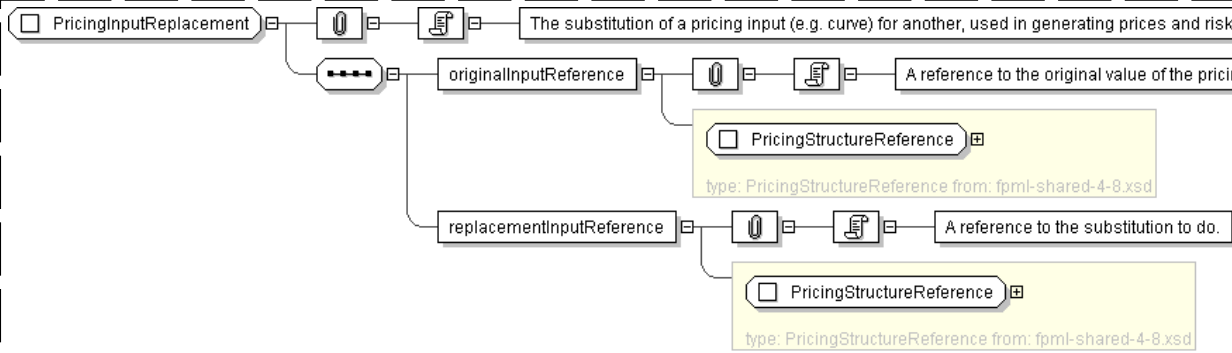 PricingInputReplacement
The substitution of a pricing input (e.g. curve) for another, used in generating prices and risk
originalInputReference
A reference to the original value of the pricin
PricingStructureReference
type: PricingStructureReference from: fpml-shared-4-8.xsd
replacementInputReference
A reference to the substitution to do.
PricingStructureReference
type: PricingStructureReference from: fpml-shared-4-8.xsd